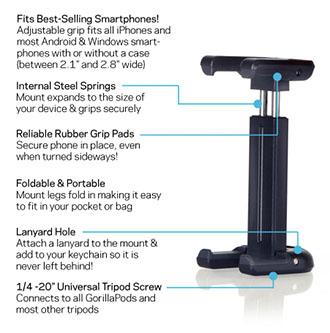 Fits Best-Selling Smartphones!
Adjustable grip fits all iPhones and
most Android & Windows smart-
phones with or without a case
(between 2.1" and 2.8" wide)
Internal Steel Springs
Mount expands to the size of
your device & grips securely
Reliable Rubber Grip Pads
Secure phone in place, even
when turned sideways!
Foldable & Portable
Mount legs fold in making it easy
to fit in your pocket or bag
Lanyard Hole
Attach a lanyard to the mount &
add to your keychain so it is
never left behind!
1/4 -20" Universal Tripod Screw
Connects to all GorillaPods and
most other tripods